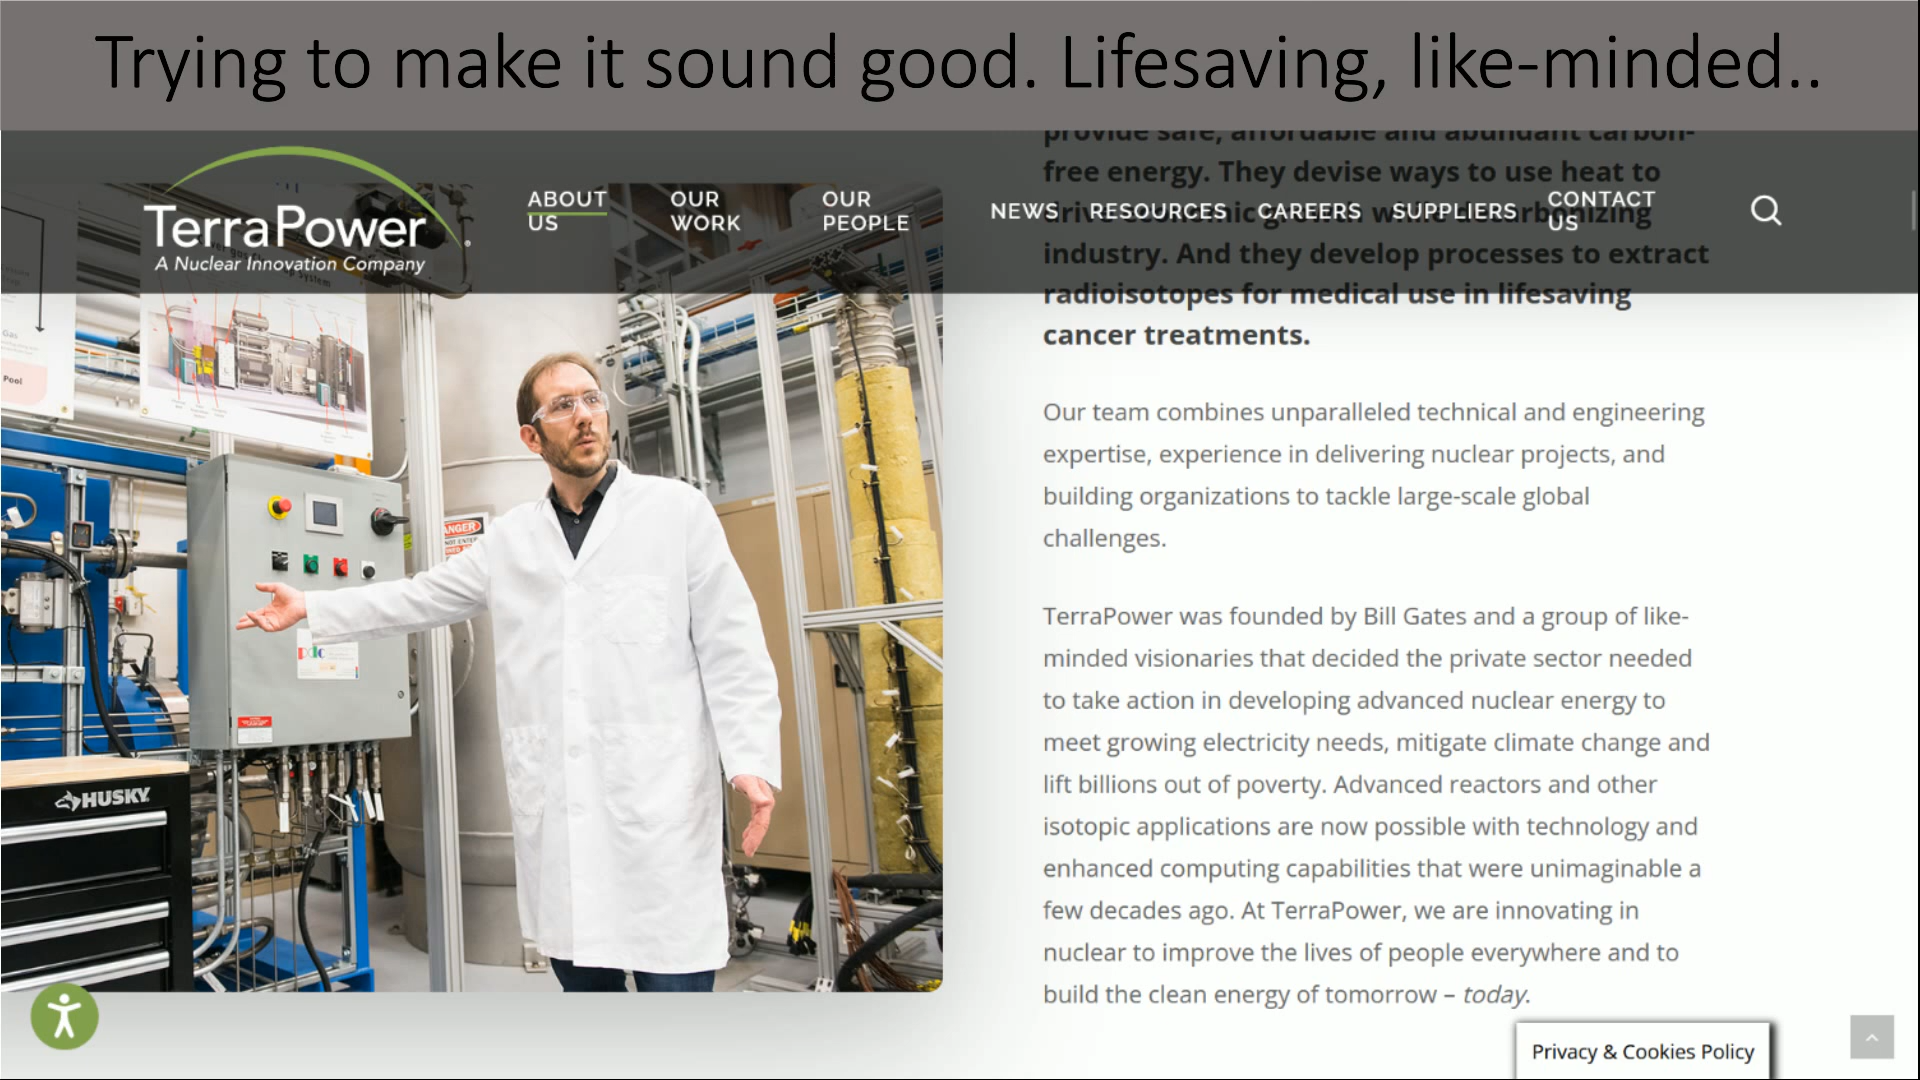 Trying to make it sound good. Lifesaving, like-minded..
provide safe, affordable and abundant carbon-
free energy. They devise ways to use heat to
industry. And they develop processes to extract
radioisotopes for medical use in lifesaving
cancer treatments.
TerraPower
A Nuclear Innovation Company
ABOUT US
OUR WORK
OUR PEOPLE
NEWS RESOURCES CAREERS SUPPLIERS
CONTACT US
Gas
Pool
System
DANGER
pdc
HUSKY
Our team combines unparalleled technical and engineering
expertise, experience in delivering nuclear projects, and
building organizations to tackle large-scale global
challenges.
TerraPower was founded by Bill Gates and a group of like-
minded visionaries that decided the private sector needed
to take action in developing advanced nuclear energy to
meet growing electricity needs, mitigate climate change and
lift billions out of poverty. Advanced reactors and other
isotopic applications are now possible with technology and
enhanced computing capabilities that were unimaginable a
few decades ago. At TerraPower, we are innovating in
nuclear to improve the lives of people everywhere and to
build the clean energy of tomorrow – today.
Privacy & Cookies Policy